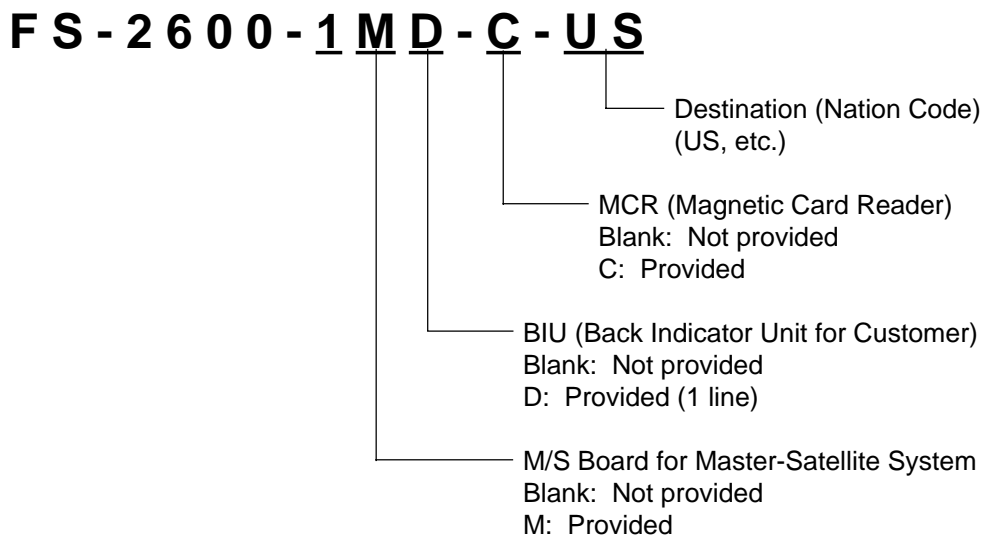 FS-2600-1MD-C-US
Destination (Nation Code)
(US, etc.)
MCR (Magnetic Card Reader)
Blank: Not provided
C: Provided
BIU (Back Indicator Unit for Customer)
Blank: Not provided
D: Provided (1 line)
M/S Board for Master-Satellite System
Blank: Not provided
M: Provided